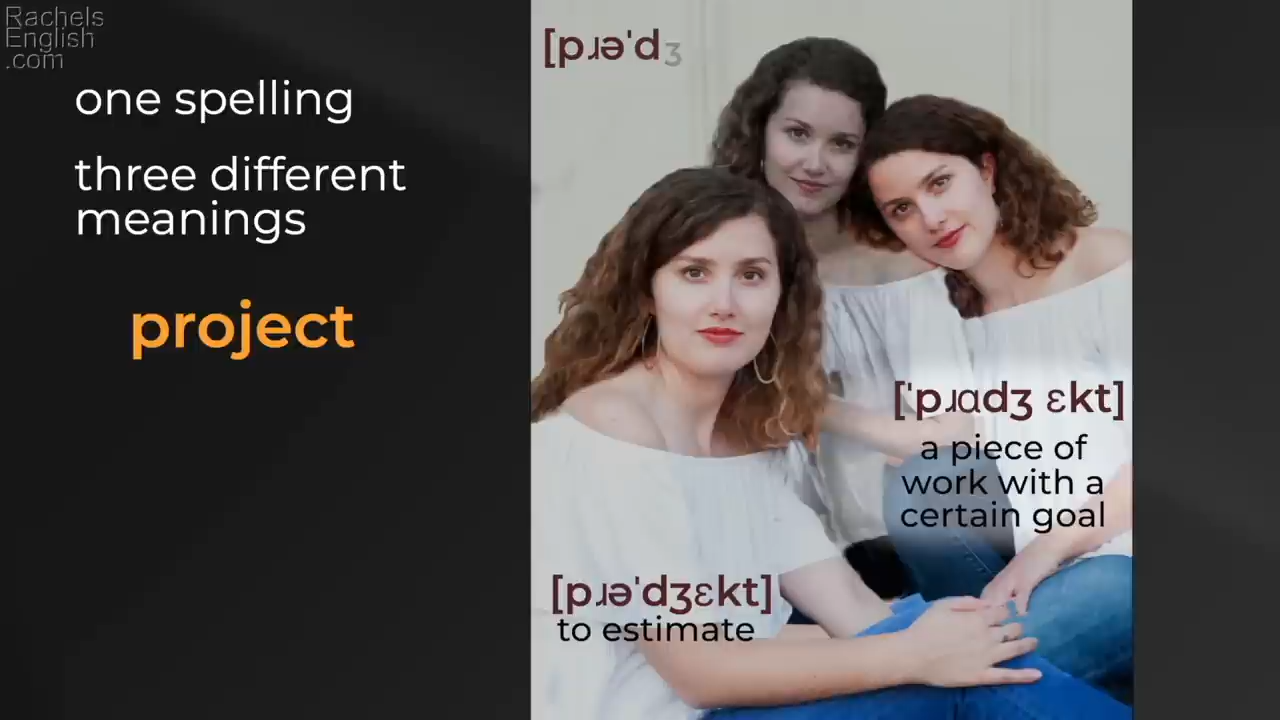 Rachels
English
.com
one spelling
three different
meanings
project
[pɹəˈdʒ
[ˈpɹɑdʒ ɛkt]
a piece of
work with a
certain goal
[pɹəˈdʒɛkt]
to estimate